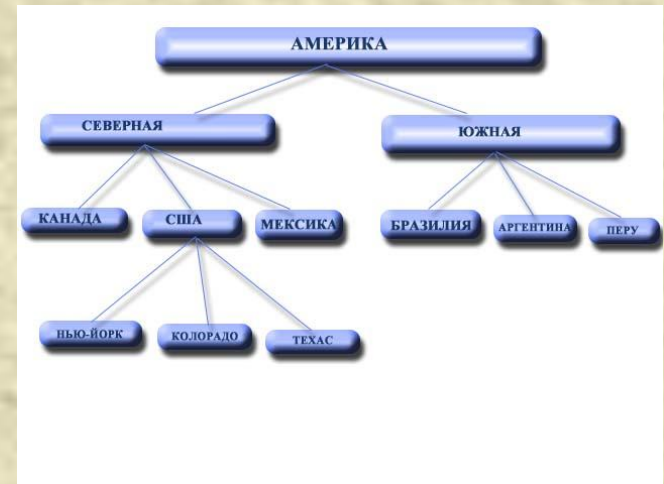 АМЕРИКА
СЕВЕРНАЯ
ЮЖНАЯ
КАНАДА
США
МЕКСИКА
БРАЗИЛИЯ
АРГЕНТИНА
ПЕРУ
НЬЮ-ЙОРК
КОЛОРАДО
ТЕХАС